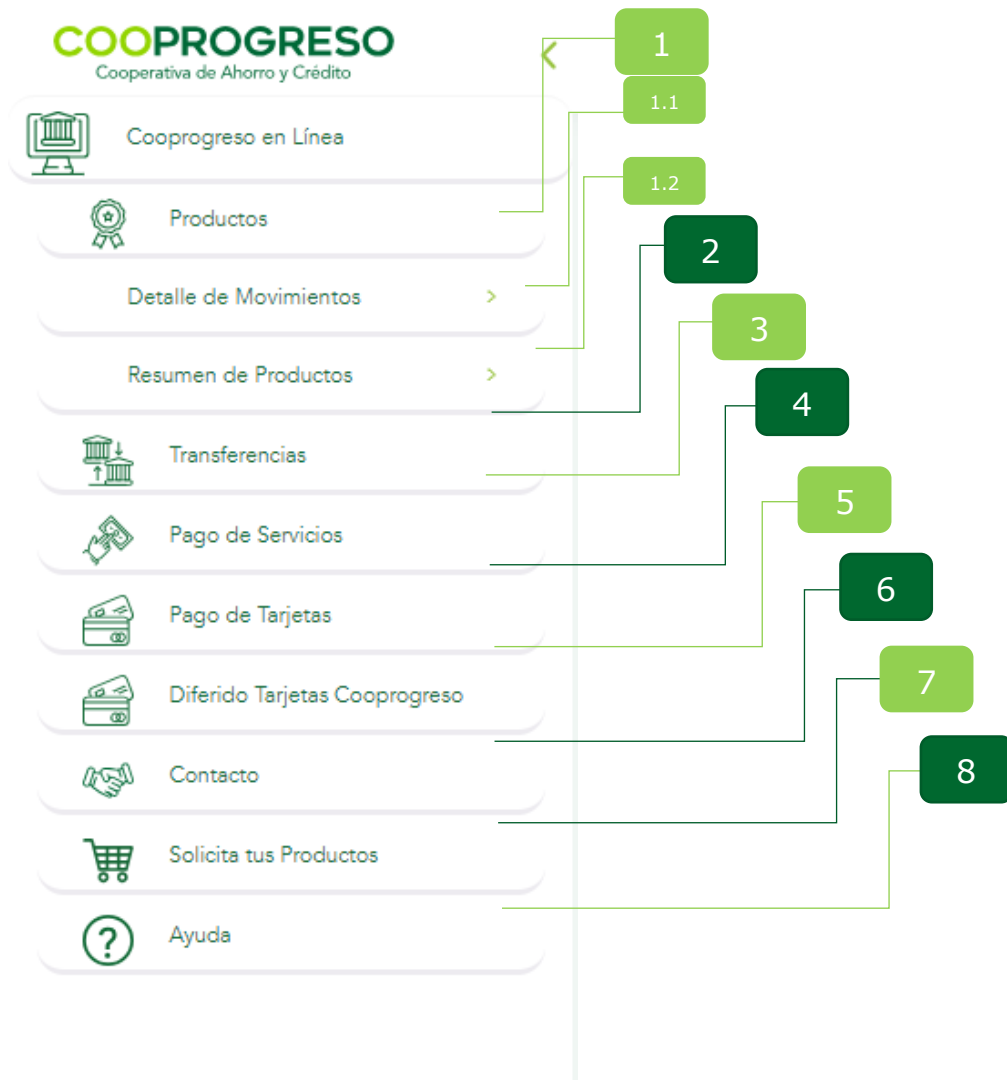 COOPROGRESO
Cooperativa de Ahorro y Crédito
1
1.1
Cooprogreso en Línea
1.2
Productos
2
Detalle de Movimientos
3
Resumen de Productos
4
Transferencias
5
Pago de Servicios
6
Pago de Tarjetas
7
Diferido Tarjetas Cooprogreso
8
Contacto
Solicita tus Productos
?
Ayuda